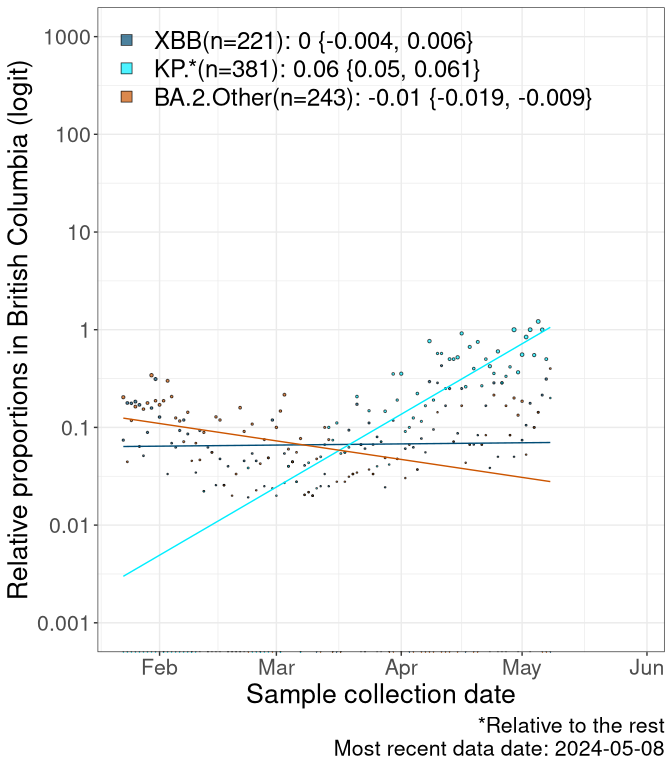 XBB(n=221): 0 {-0.004, 0.006}
KP.*(n=381): 0.06 {0.05, 0.061}
BA.2.Other(n=243): -0.01 {-0.019, -0.009}
Relative proportions in British Columbia (logit)
1000
100
10
1
0.1
0.01
0.001
Feb Mar Apr May Jun
Sample collection date
*Relative to the rest
Most recent data date: 2024-05-08